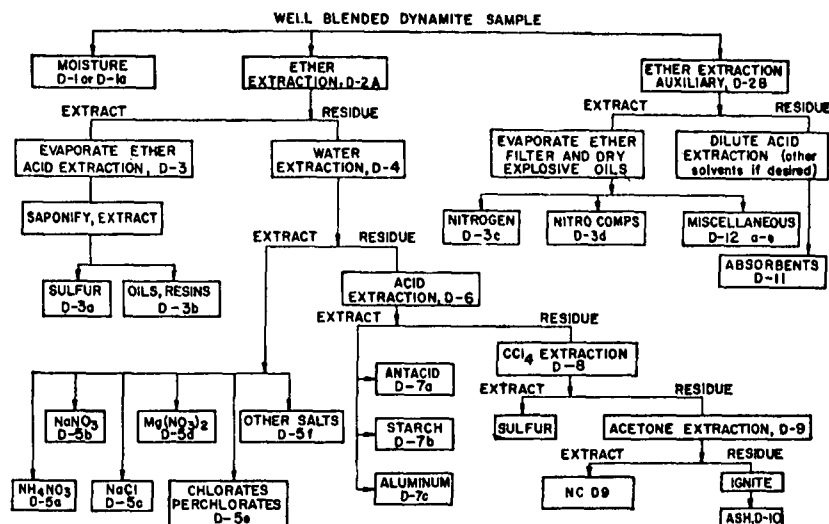 WELL BLENDED DYNAMITE SAMPLE
MOISTURE
D-1 or D-1a
ETHER
EXTRACTION, D-2A
ETHER EXTRACTION
AUXILIARY, D-2B
EXTRACT
RESIDUE
EXTRACT
RESIDUE
EVAPORATE ETHER
ACID EXTRACTION, D-3
WATER
EXTRACTION, D-4
EVAPORATE ETHER
FILTER AND DRY
EXPLOSIVE OILS
DILUTE ACID
EXTRACTION (other
solvents if desired)
SAPONIFY, EXTRACT
NITROGEN
D-3c
NITRO COMPS
D-3d
MISCELLANEOUS
D-12 a-e
EXTRACT
RESIDUE
ABSORBENTS
D-11
SULFUR
D-3a
OILS, RESINS
D-3b
ACID
EXTRACTION, D-6
EXTRACT
RESIDUE
CCl4 EXTRACTION
D-8
ANTACID
D-7a
EXTRACT
RESIDUE
NaNO3
D-5b
Mg(NO3)2
D-5d
OTHER SALTS
D-5f
STARCH
D-7b
SULFUR
ACETONE EXTRACTION, D-9
EXTRACT
RESIDUE
NH4NO3
D-5a
NaCl
D-5c
CHLORATES
PERCHLORATES
D-5e
ALUMINUM
D-7c
NC D9
IGNITE
ASH, D-10